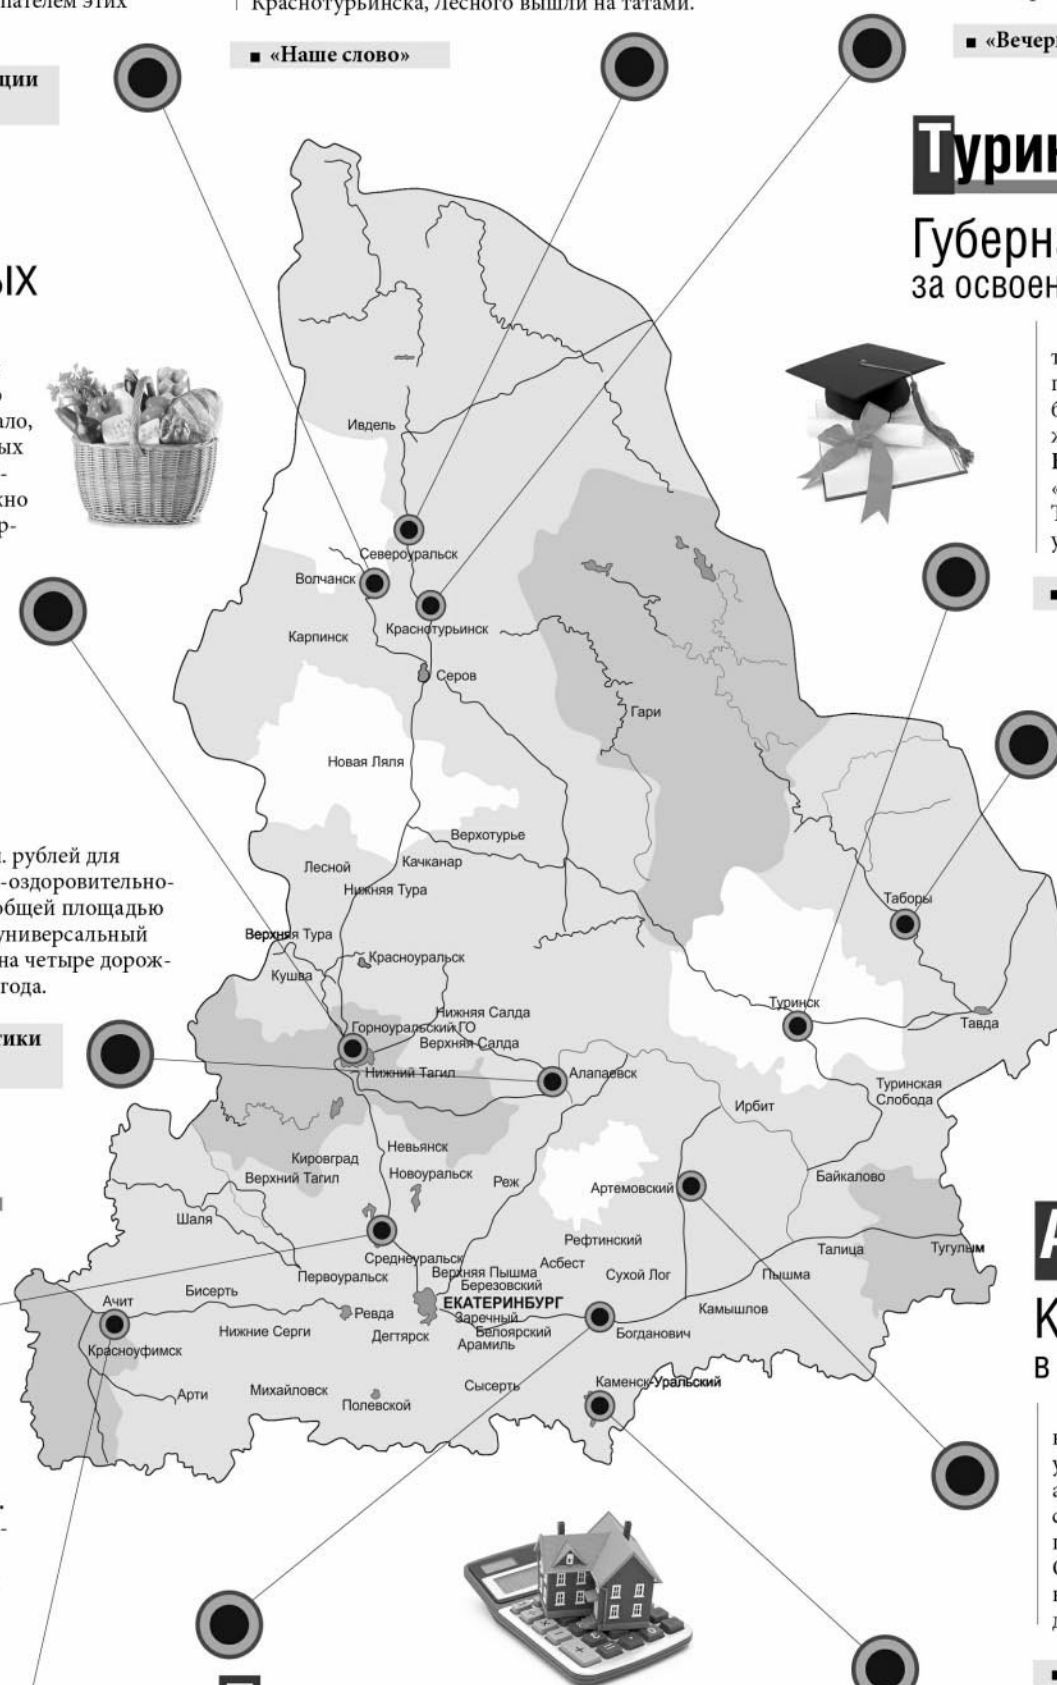 пателем этих
Краснотурьинска, Лесного вышли на татами.
■ «Наше слово»
ции
Турин
Губерна
за освоен
ых
ало,
ых
жно
р-
■ «Вечер
Ивдель
Североуральск
Волчанск
Краснотурьинск
Карпинск
Серов
Гари
Новая Ляля
Верхотурье
Качканар
Лесной
Нижняя Тура
Таборы
Верхняя Тура
Красноуральск
Кушва
Туринск
Нижняя Салда
Тавда
Горноуральский ГО
Верхняя Салда
Нижний Тагил
Алапаевск
Туринская
Слобода
Ирбит
Невьянск
Кировград
Новоуральск
Верхний Тагил
Реж
Байкалово
Артемовский
Шаля
Рефтинский
Талица
Тугулым
Среднеуральск
Асбест
Верхняя Пышма
Первоуральск
Сухой Лог
Пышма
Березовский
Бисерть
Ачит
ЕКАТЕРИНБУРГ
Камышлов
Ревда
Заречный
Нижние Серги
Дегтярск
Белоярский
Богданович
Арамиль
Красноуфимск
Каменск-Уральский
Сысерть
Михайловск
Арти
Полевской
. рублей для
-оздоровительно-
общей площадью
универсальный
на четыре дорож-
года.
тики
А
К
в